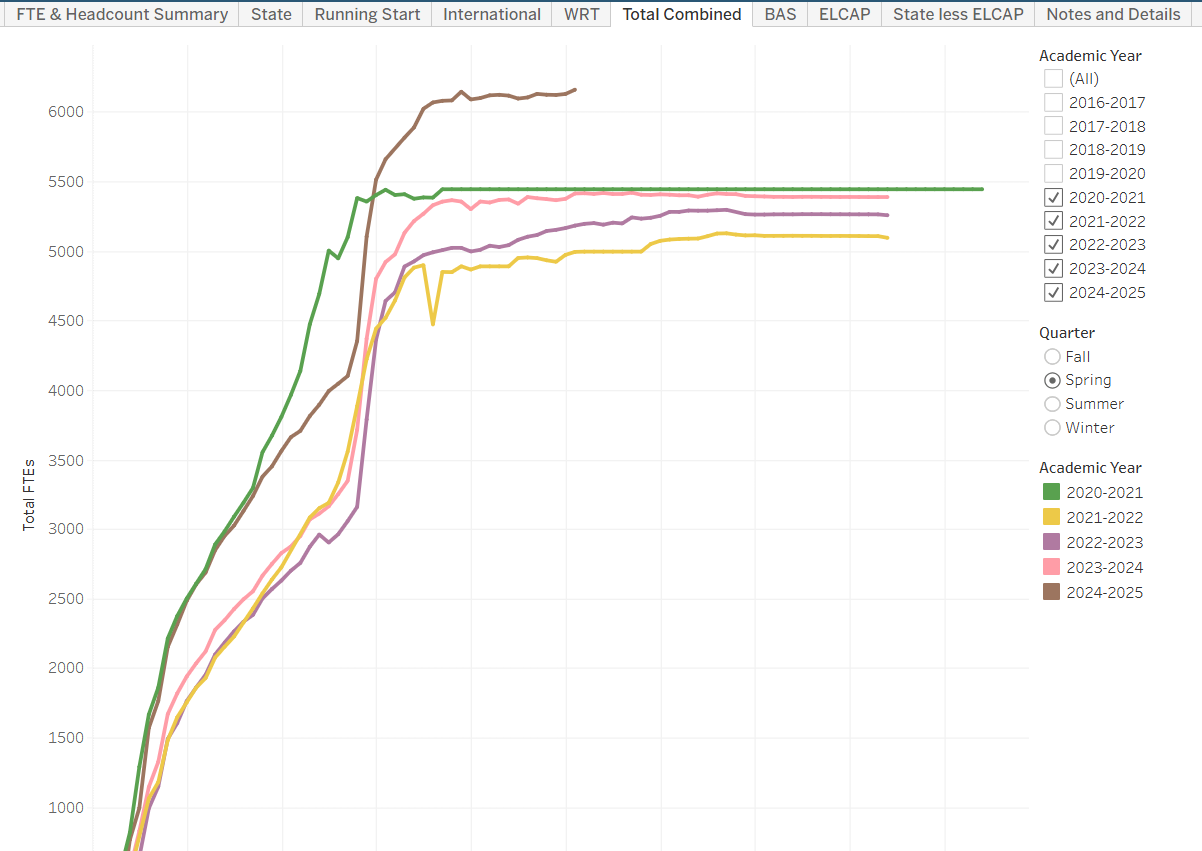 FTE & Headcount Summary State Running Start International WRT Total Combined BAS ELCAP State less ELCAP Notes and Details
6000
5500
5000
4500
4000
3500
3000
2500
2000
1500
1000
Total FTEs
Academic Year
(All)
2016-2017
2017-2018
2018-2019
2019-2020
2020-2021
2021-2022
2022-2023
2023-2024
2024-2025
Quarter
Fall
Spring
Summer
Winter
Academic Year
2020-2021
2021-2022
2022-2023
2023-2024
2024-2025